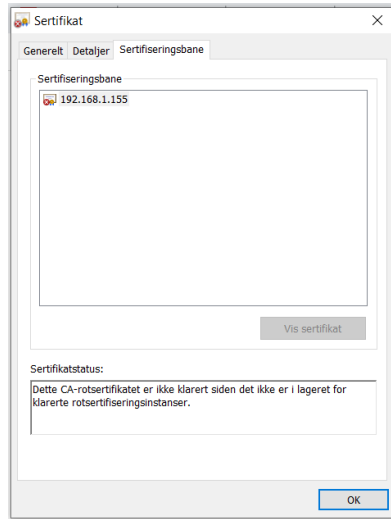 Sertifikat
Generelt Detaljer Sertifiseringsbane
Sertifiseringsbane
192.168.1.155
Vis sertifikat
Sertifikatstatus:
Dette CA-rotsertifikatet er ikke klarert siden det ikke er i lageret for
klarerte rotsertifiseringsinstanser.
OK